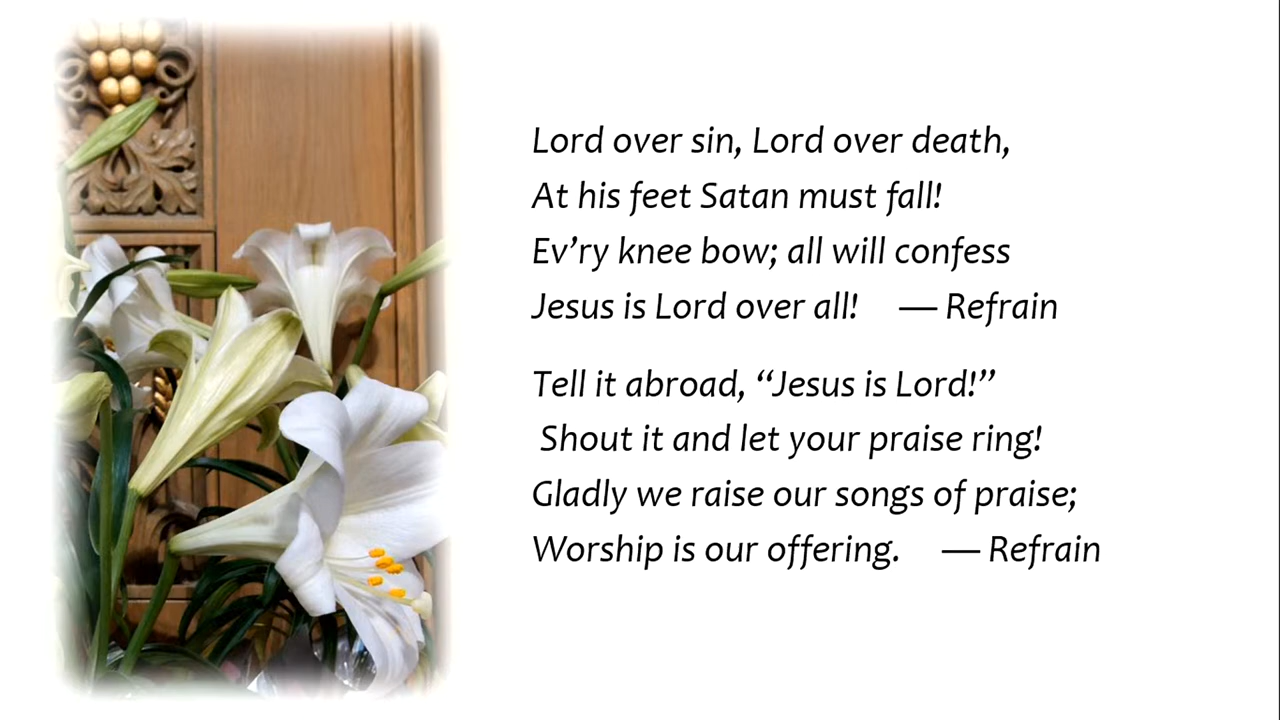 Lord over sin, Lord over death,
At his feet Satan must fall!
Ev’ry knee bow; all will confess
Jesus is Lord over all! — Refrain
Tell it abroad, “Jesus is Lord!”
Shout it and let your praise ring!
Gladly we raise our songs of praise;
Worship is our offering. — Refrain